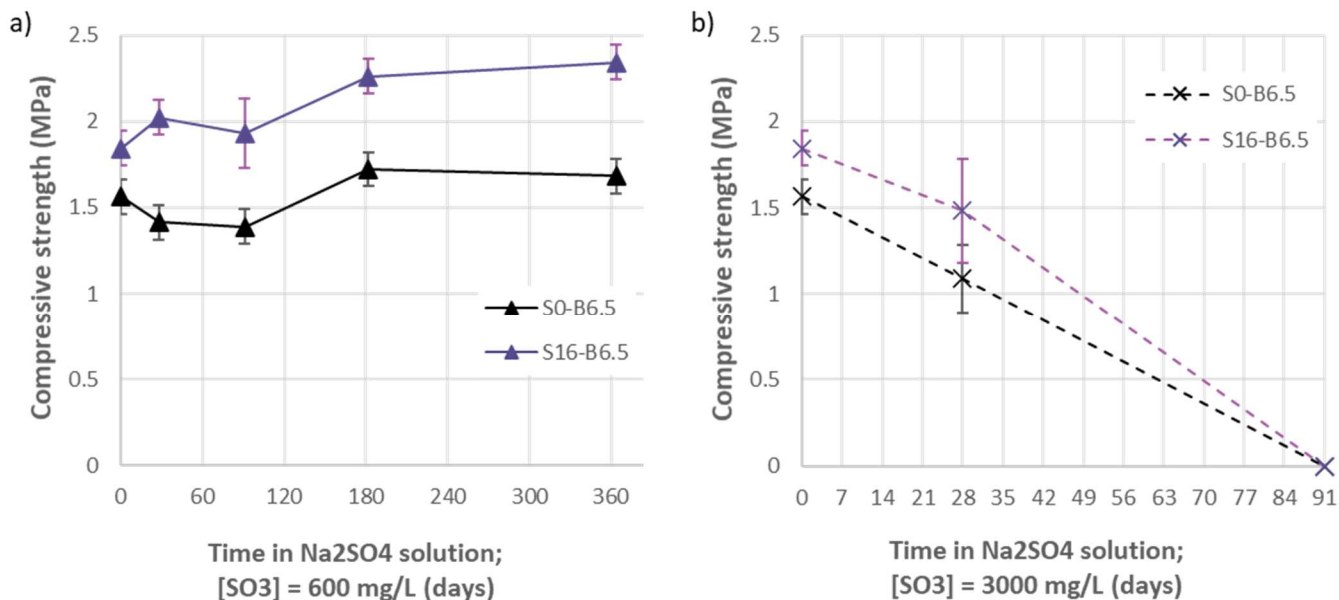 a)
Compressive strength (MPa)
2.5
2
1.5
1
0.5
0
S0-B6.5
S16-B6.5
0 60 120 180 240 300 360
Time in Na2SO4 solution;
[SO3] = 600 mg/L (days)
b)
Compressive strength (MPa)
2.5
2
1.5
1
0.5
0
S0-B6.5
S16-B6.5
0 7 14 21 28 35 42 49 56 63 70 77 84 91
Time in Na2SO4 solution;
[SO3] = 3000 mg/L (days)